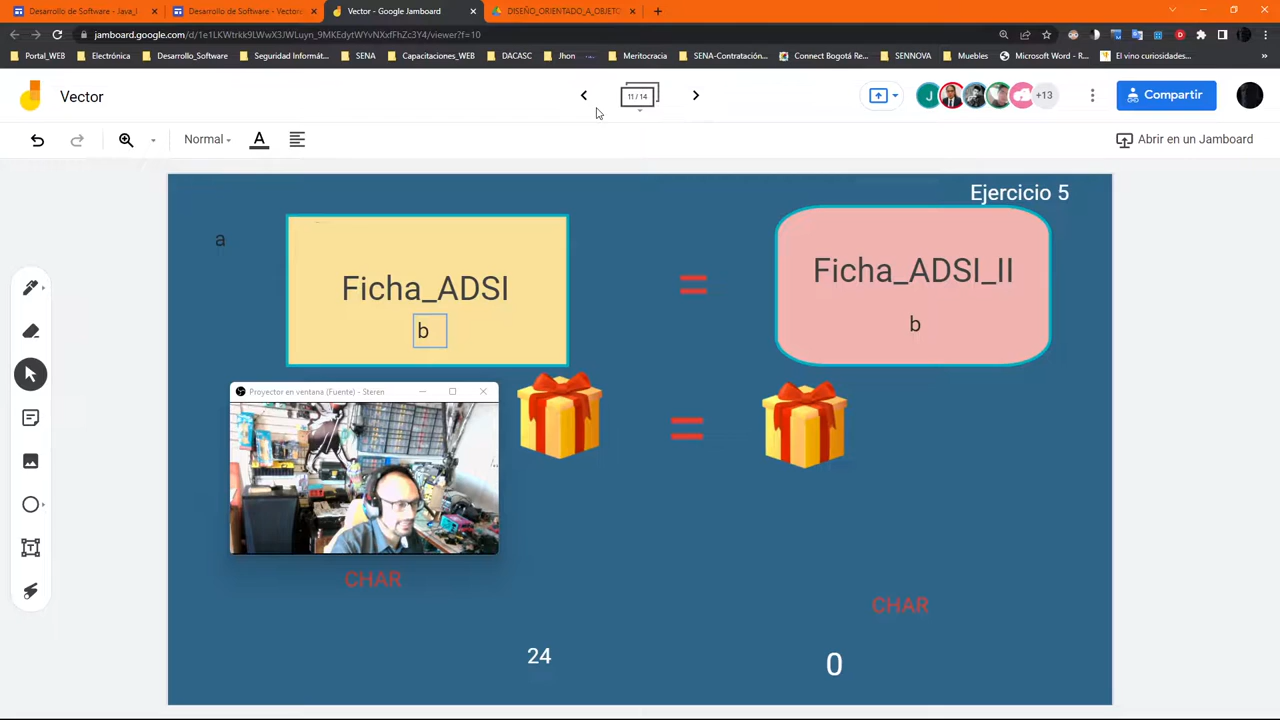 Desarrollo de Software - Java_I
Desarrollo de Software - Vectore
Vector - Google Jamboard
DISEÑO_ORIENTADO_A_OBJETO
jamboard.google.com/d/1e1LKWtrkk9LWwX3JWLuyn_9MKEdytWYvNXxfFhZc3Y4/viewer?f=10
Portal_WEB
Electrónica
Desarrollo_Software
Seguridad Informát...
SENA
Capacitaciones_WEB
DACASC
Jhon
Meritocracia
SENA-Contratación...
Connect Bogotá Re...
SENNOVA
Muebles
Microsoft Word - R...
El vino curiosidades...
Vector
11 / 14
J
+13
Compartir
Normal
A
Abrir en un Jamboard
Ejercicio 5
a
Ficha_ADSI
b
=
Ficha_ADSI_II
b
Proyector en ventana (Fuente) - Steren
=
CHAR
CHAR
24
0